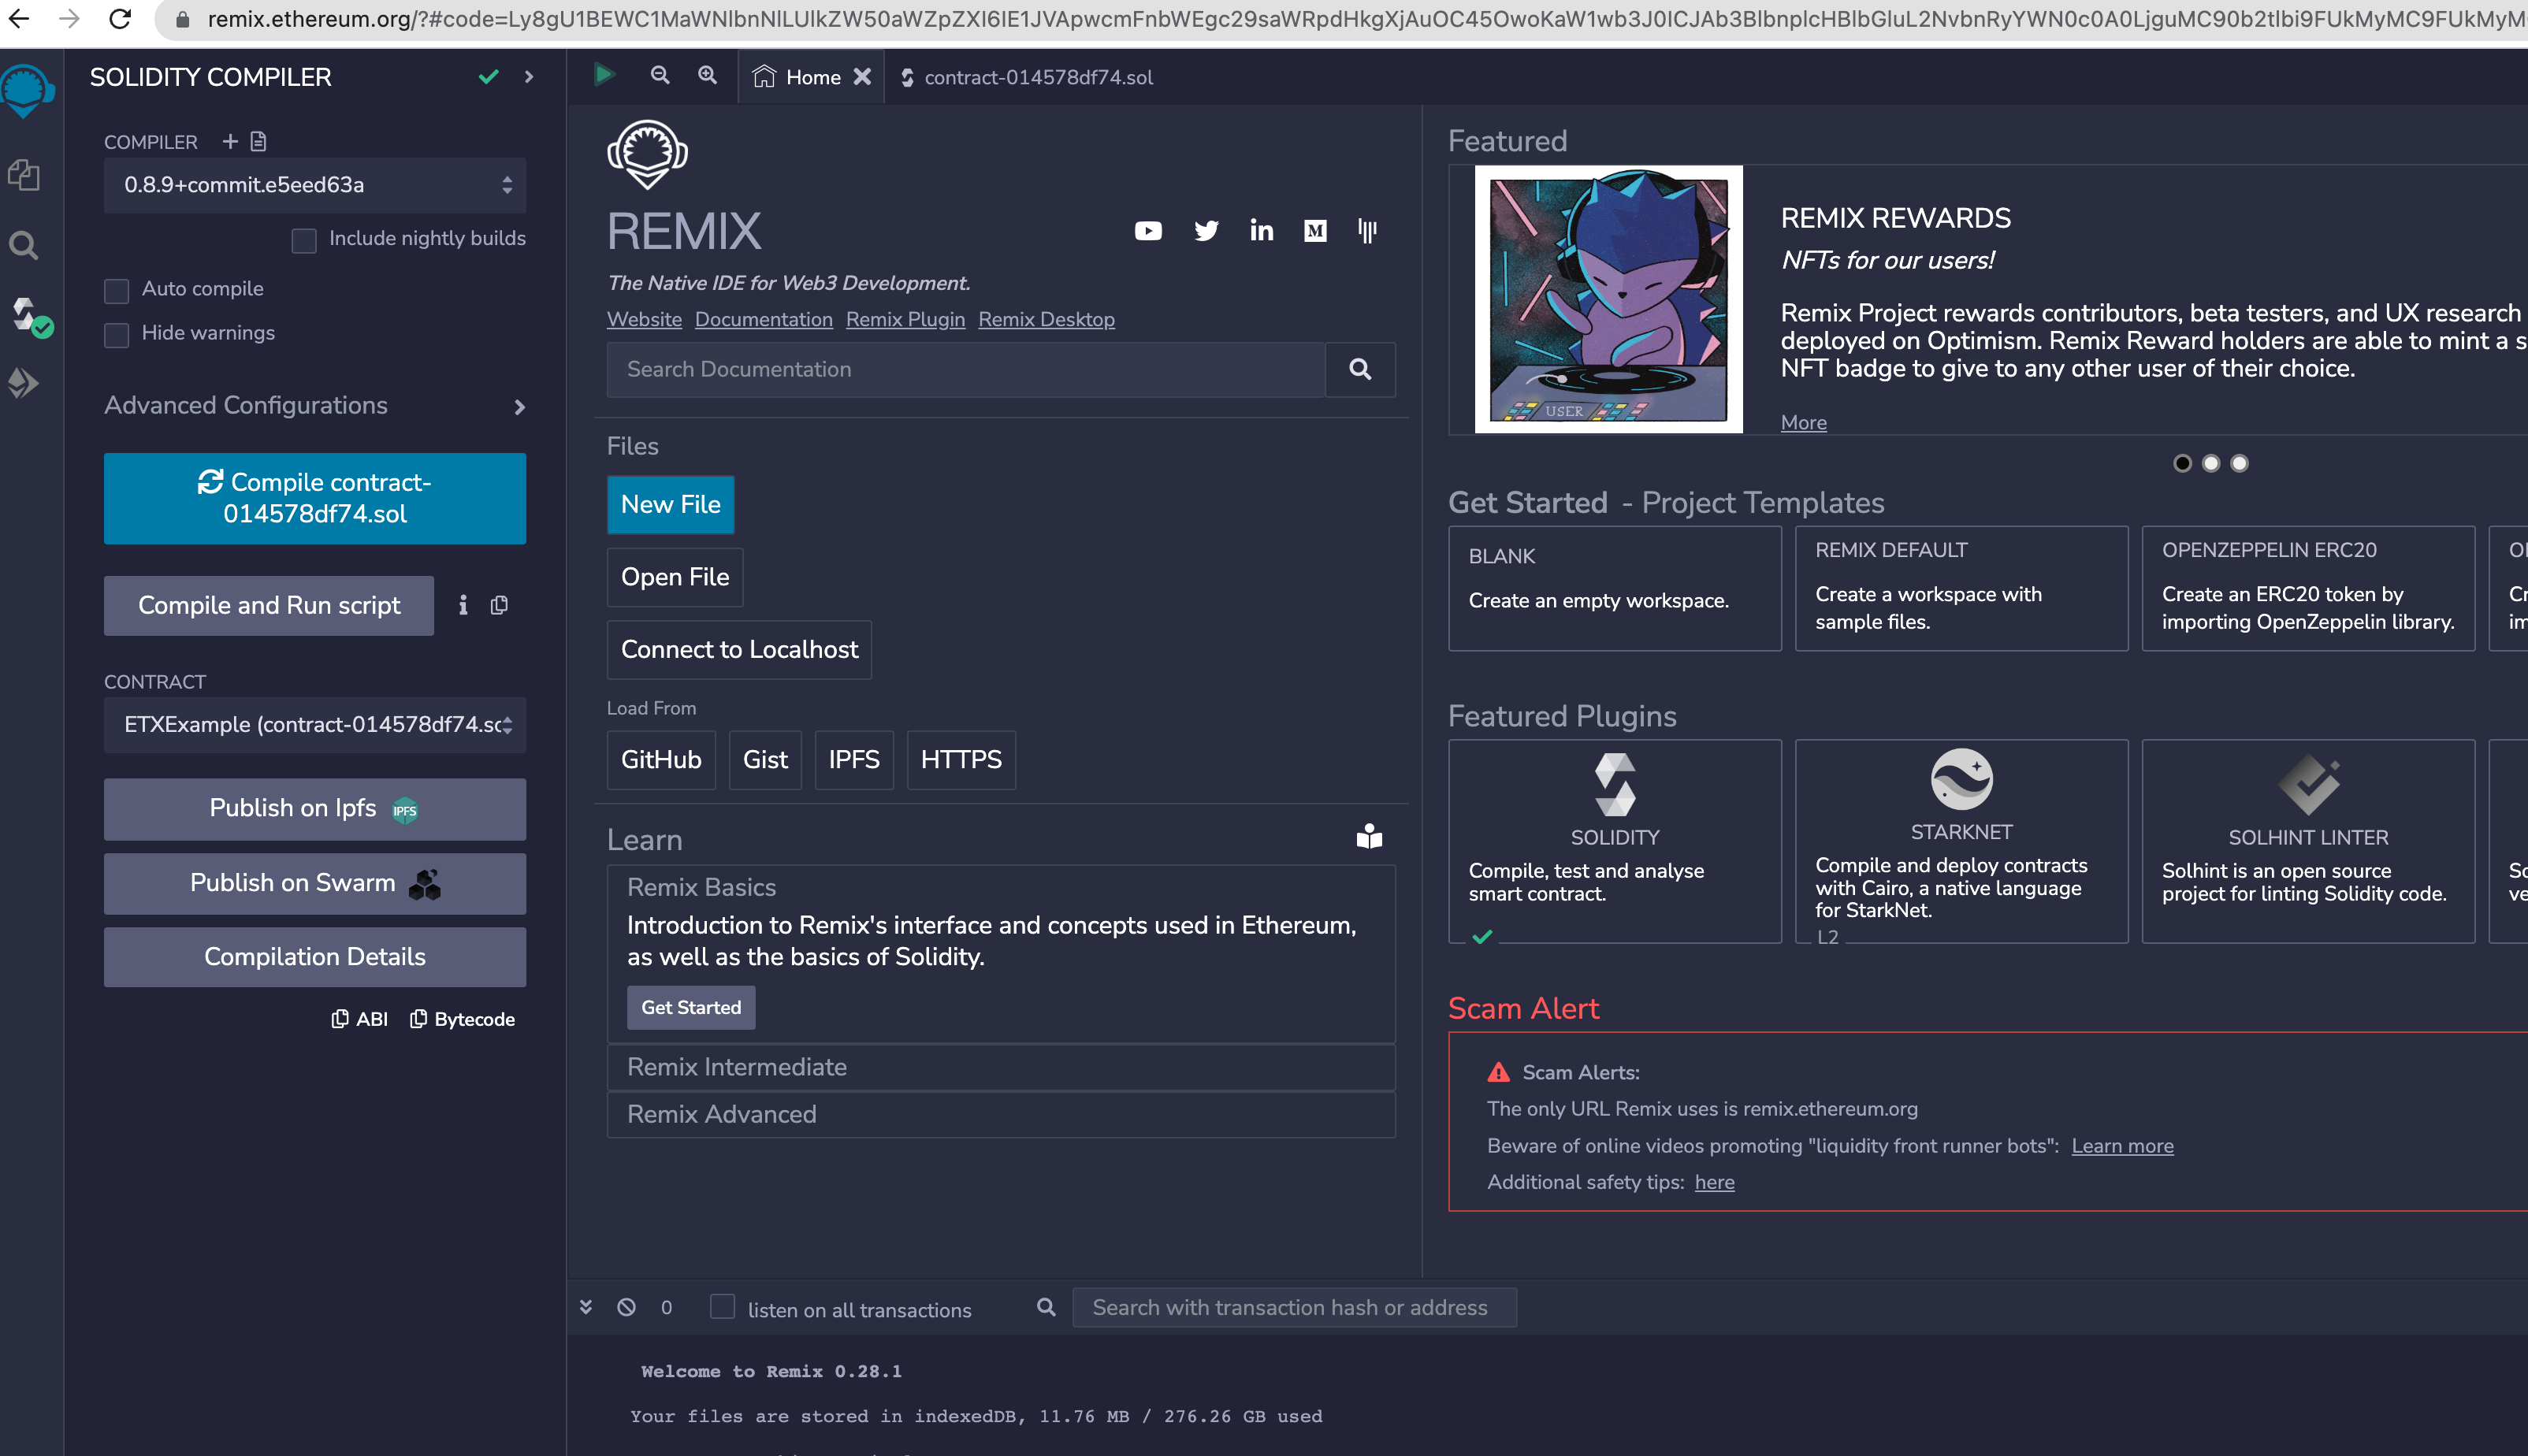 remix.ethereum.org/?#code=Ly8gU1BEWC1MaWNlbnNlLUlkZW50aWZpZXI6IE1JVApwcmFnbWEgc29saWRpdHkgXjAuOC45OwoKaW1wb3J0ICJAb3BlbnplcHBlbGluL2NvbnRyYWN0c0A0LjguMC90b2tlbi9FUkMyMC9FUkMyM
SOLIDITY COMPILER
Home
contract-014578df74.sol
COMPILER
0.8.9+commit.e5eed63a
Include nightly builds
Auto compile
Hide warnings
Advanced Configurations
Compile contract-
014578df74.sol
Compile and Run script
CONTRACT
ETXExample (contract-014578df74.sc
Publish on Ipfs IPFS
Publish on Swarm
Compilation Details
ABI Bytecode
REMIX
The Native IDE for Web3 Development.
Website Documentation Remix Plugin Remix Desktop
Search Documentation
Files
New File
Open File
Connect to Localhost
Load From
GitHub Gist IPFS HTTPS
Learn
Remix Basics
Introduction to Remix's interface and concepts used in Ethereum,
as well as the basics of Solidity.
Get Started
Remix Intermediate
Remix Advanced
Featured
USER
REMIX REWARDS
NFTs for our users!
Remix Project rewards contributors, beta testers, and UX research
deployed on Optimism. Remix Reward holders are able to mint a s
NFT badge to give to any other user of their choice.
More
Get Started - Project Templates
BLANK
Create an empty workspace.
REMIX DEFAULT
Create a workspace with
sample files.
OPENZEPPELIN ERC20
Create an ERC20 token by
importing OpenZeppelin library.
Featured Plugins
SOLIDITY
Compile, test and analyse
smart contract.
STARKNET
Compile and deploy contracts
with Cairo, a native language
for StarkNet.
L2
SOLHINT LINTER
Solhint is an open source
project for linting Solidity code.
Scam Alert
Scam Alerts:
The only URL Remix uses is remix.ethereum.org
Beware of online videos promoting "liquidity front runner bots": Learn more
Additional safety tips: here
0 listen on all transactions Search with transaction hash or address
Welcome to Remix 0.28.1
Your files are stored in indexedDB, 11.76 MB / 276.26 GB used